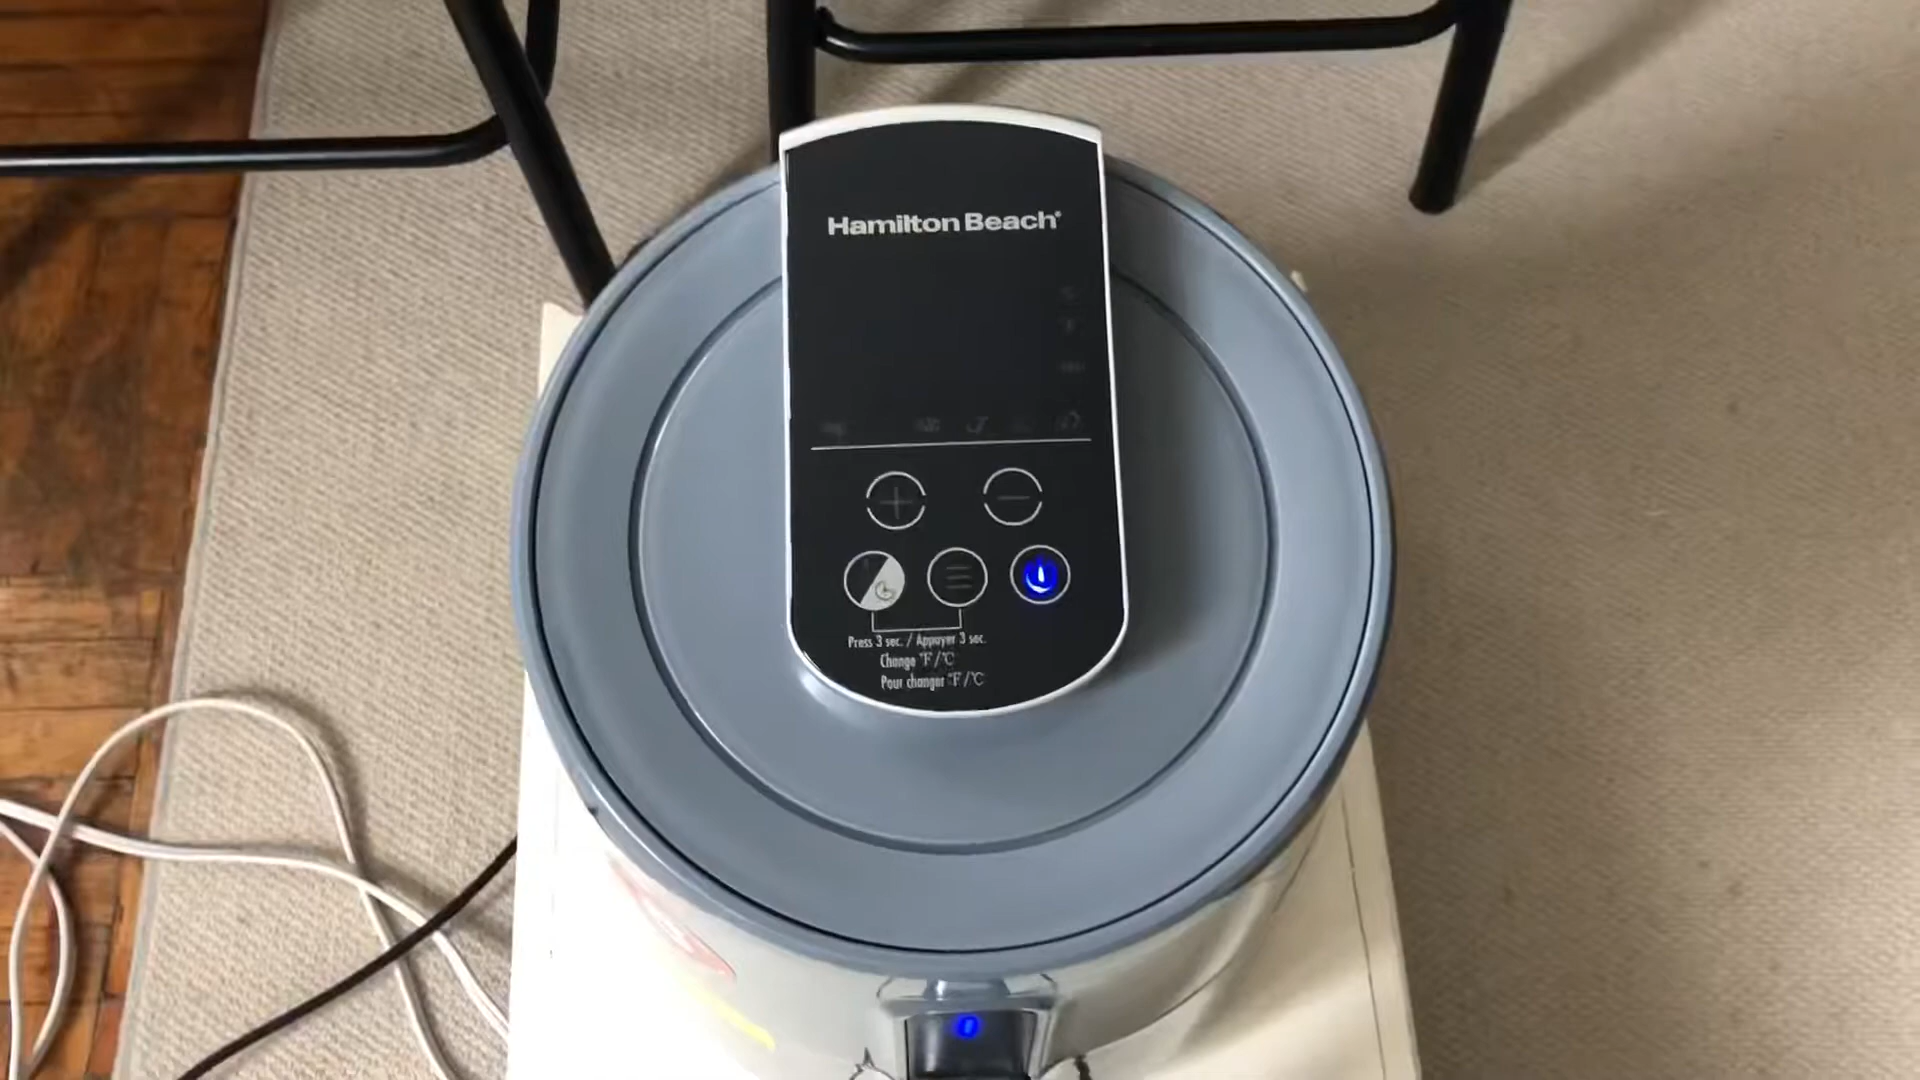 Hamilton Beach®
Press 3 sec. / Appuyer 3 sec.
Change °F/°C
Pour changer °F/°C